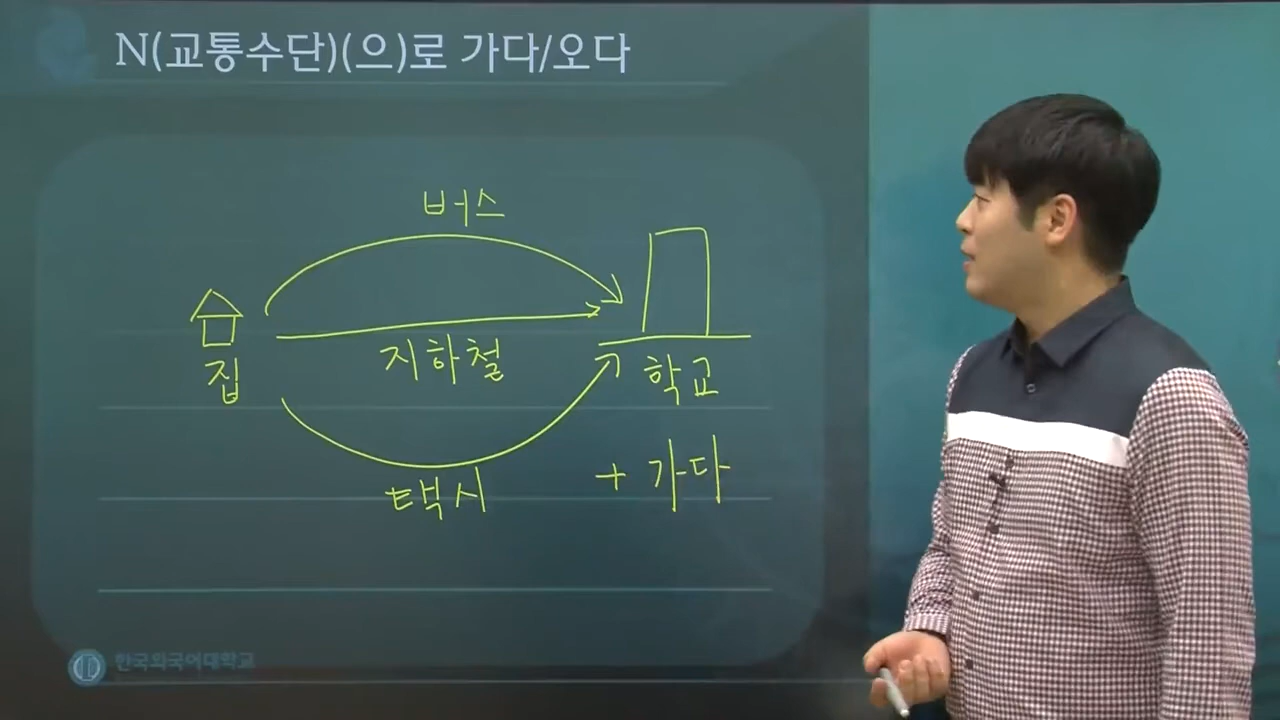 N(교통수단)(으)로 가다/오다
버스
지하철
집
학교
택시
+ 가다
한국외국어대학교